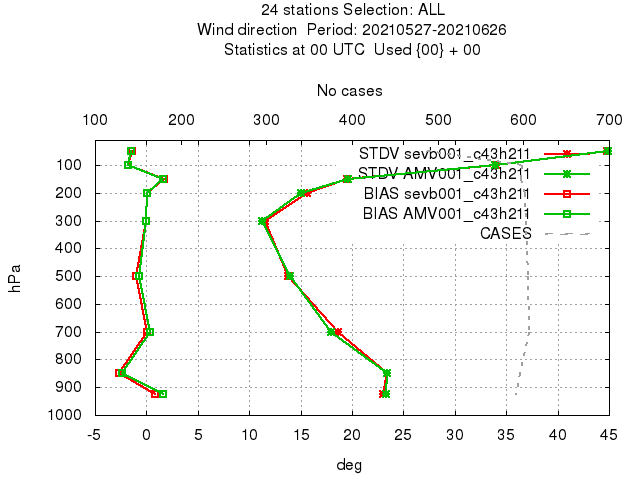 24 stations Selection: ALL
Wind direction  Period: 20210527-20210626
Statistics at 00 UTC  Used {00} + 00
No cases
100 200 300 400 500 600 700
STDV sevb001_c43h211
STDV AMV001_c43h211
BIAS sevb001_c43h211
BIAS AMV001_c43h211
CASES
hPa
100
200
300
400
500
600
700
800
900
1000
-5 0 5 10 15 20 25 30 35 40 45
deg